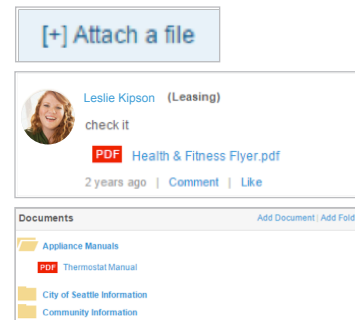 [+] Attach a file
Leslie Kipson (Leasing)
check it
PDF Health & Fitness Flyer.pdf
2 years ago | Comment | Like
Documents Add Document | Add Fold
Appliance Manuals
PDF Thermostat Manual
City of Seattle Information
Community Information